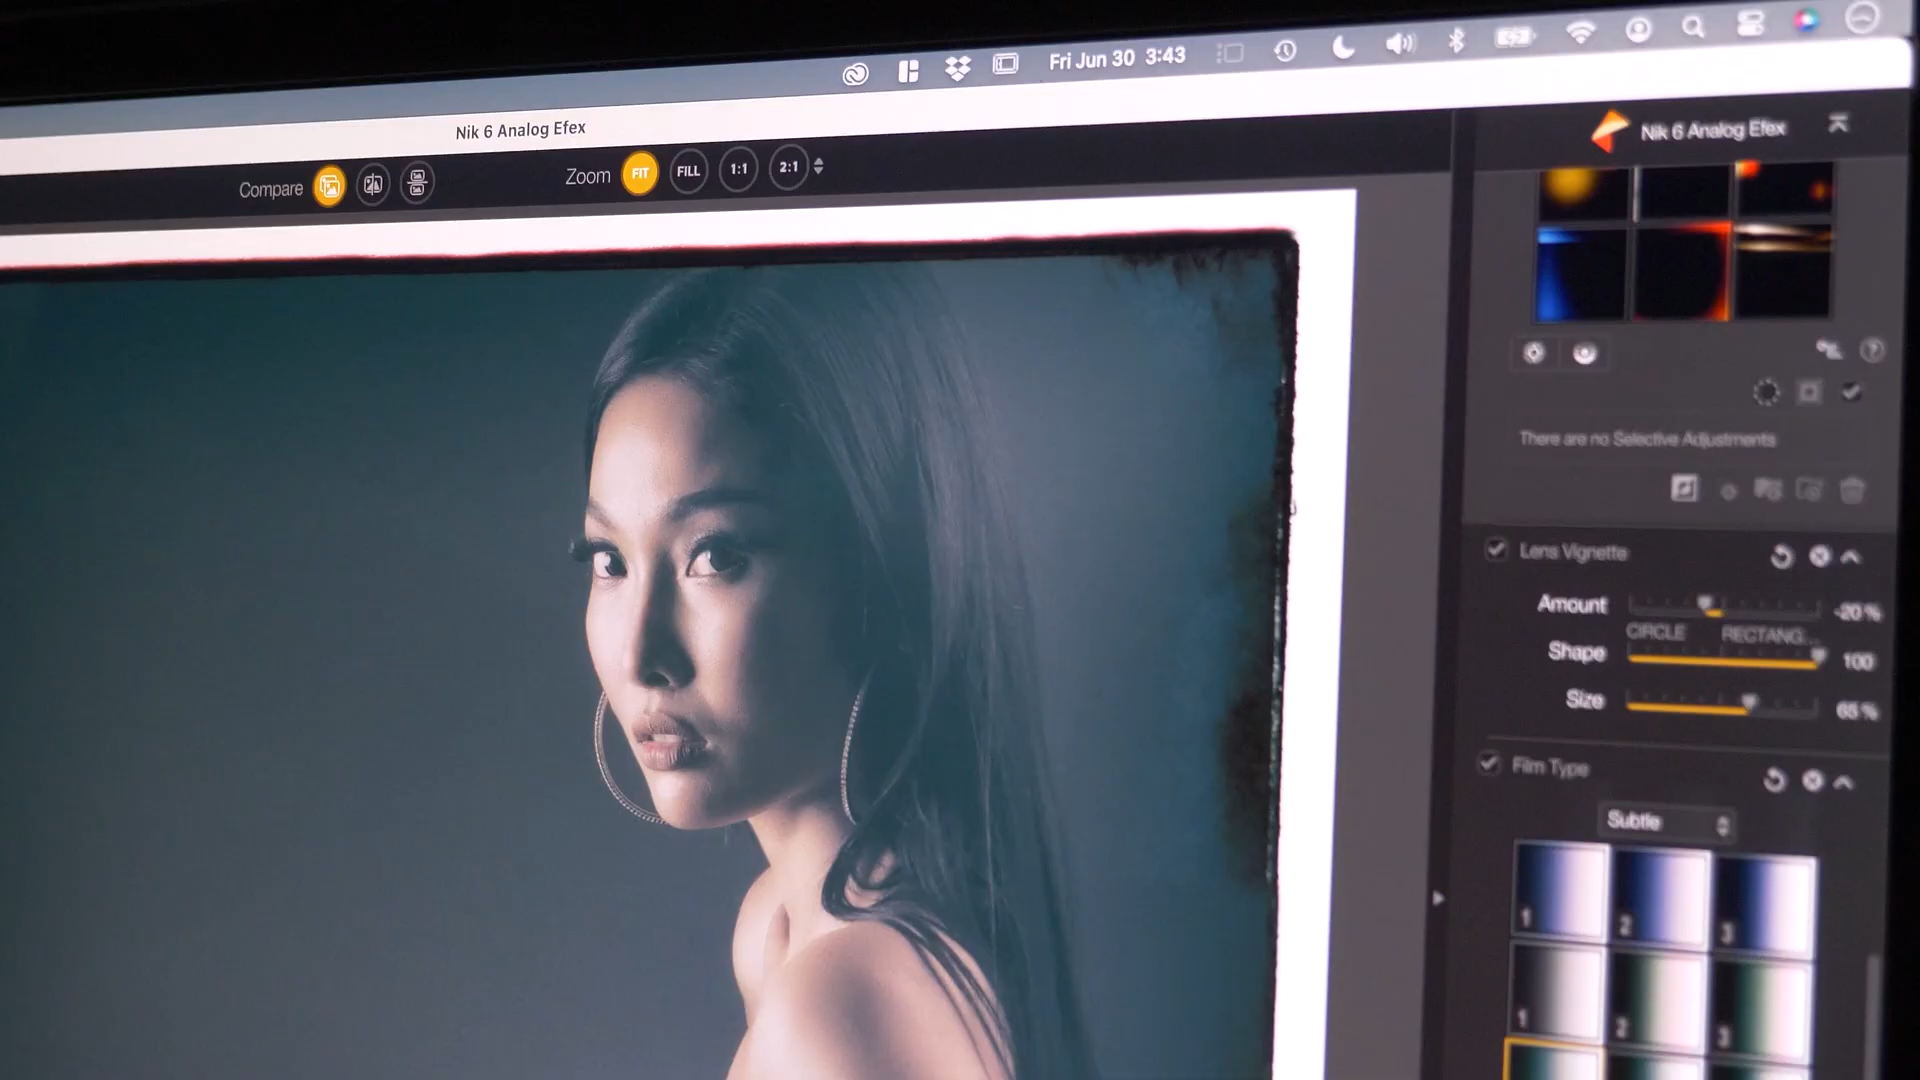 Fri Jun 30 3:43
Nik 6 Analog Efex
Nik 6 Analog Efex
Compare
Zoom FIT FILL 1:1 2:1
There are no Selective Adjustments
Lens Vignette
Amount -20 %
CIRCLE RECTANG...
Shape 100
Size 65 %
Film Type
Subtle
1 2 3
1 2 3